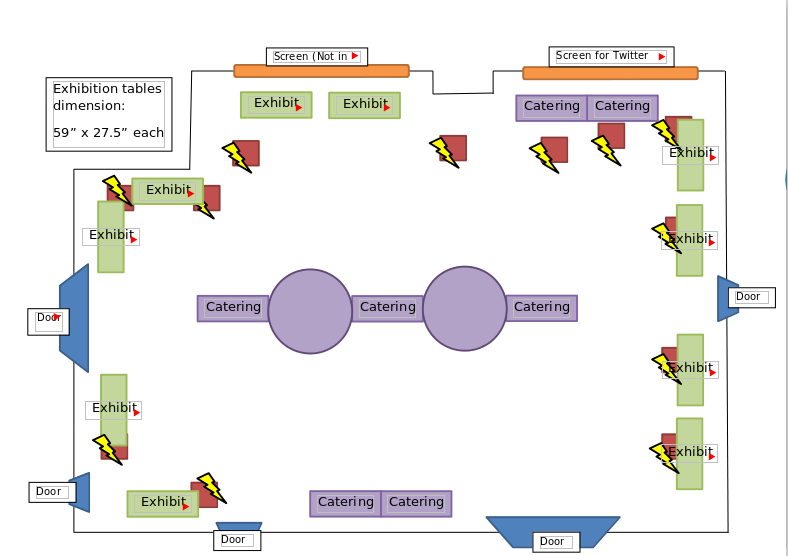 Screen (Not in
Screen for Twitter
Exhibition tables
dimension:
59” x 27.5” each
Exhibit
Exhibit
Catering
Catering
Exhibit
Exhibit
Exhibit
Exhibit
Door
Catering
Catering
Catering
Door
Exhibit
Exhibit
Exhibit
Door
Exhibit
Catering
Catering
Door
Door